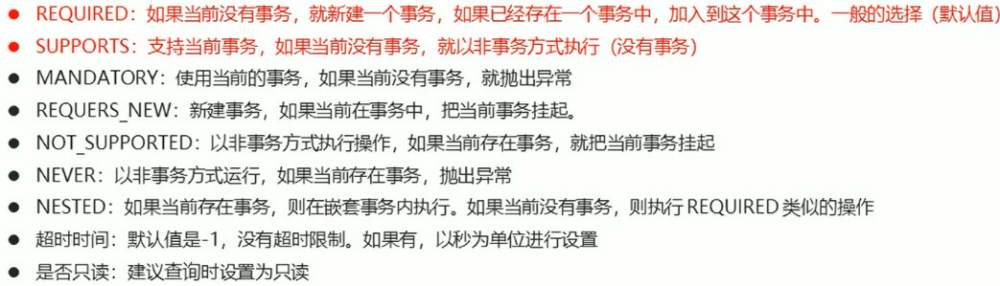 ● REQUIRED：如果当前没有事务，就新建一个事务，如果已经存在一个事务中，加入到这个事务中。一般的选择（默认值）
● SUPPORTS：支持当前事务，如果当前没有事务，就以非事务方式执行（没有事务）
● MANDATORY：使用当前的事务，如果当前没有事务，就抛出异常
● REQUERS_NEW：新建事务，如果当前在事务中，把当前事务挂起。
● NOT_SUPPORTED：以非事务方式执行操作，如果当前存在事务，就把当前事务挂起
● NEVER：以非事务方式运行，如果当前存在事务，抛出异常
● NESTED：如果当前存在事务，则在嵌套事务内执行。如果当前没有事务，则执行 REQUIRED 类似的操作
● 超时时间：默认值是-1，没有超时限制。如果有，以秒为单位进行设置
● 是否只读：建议查询时设置为只读